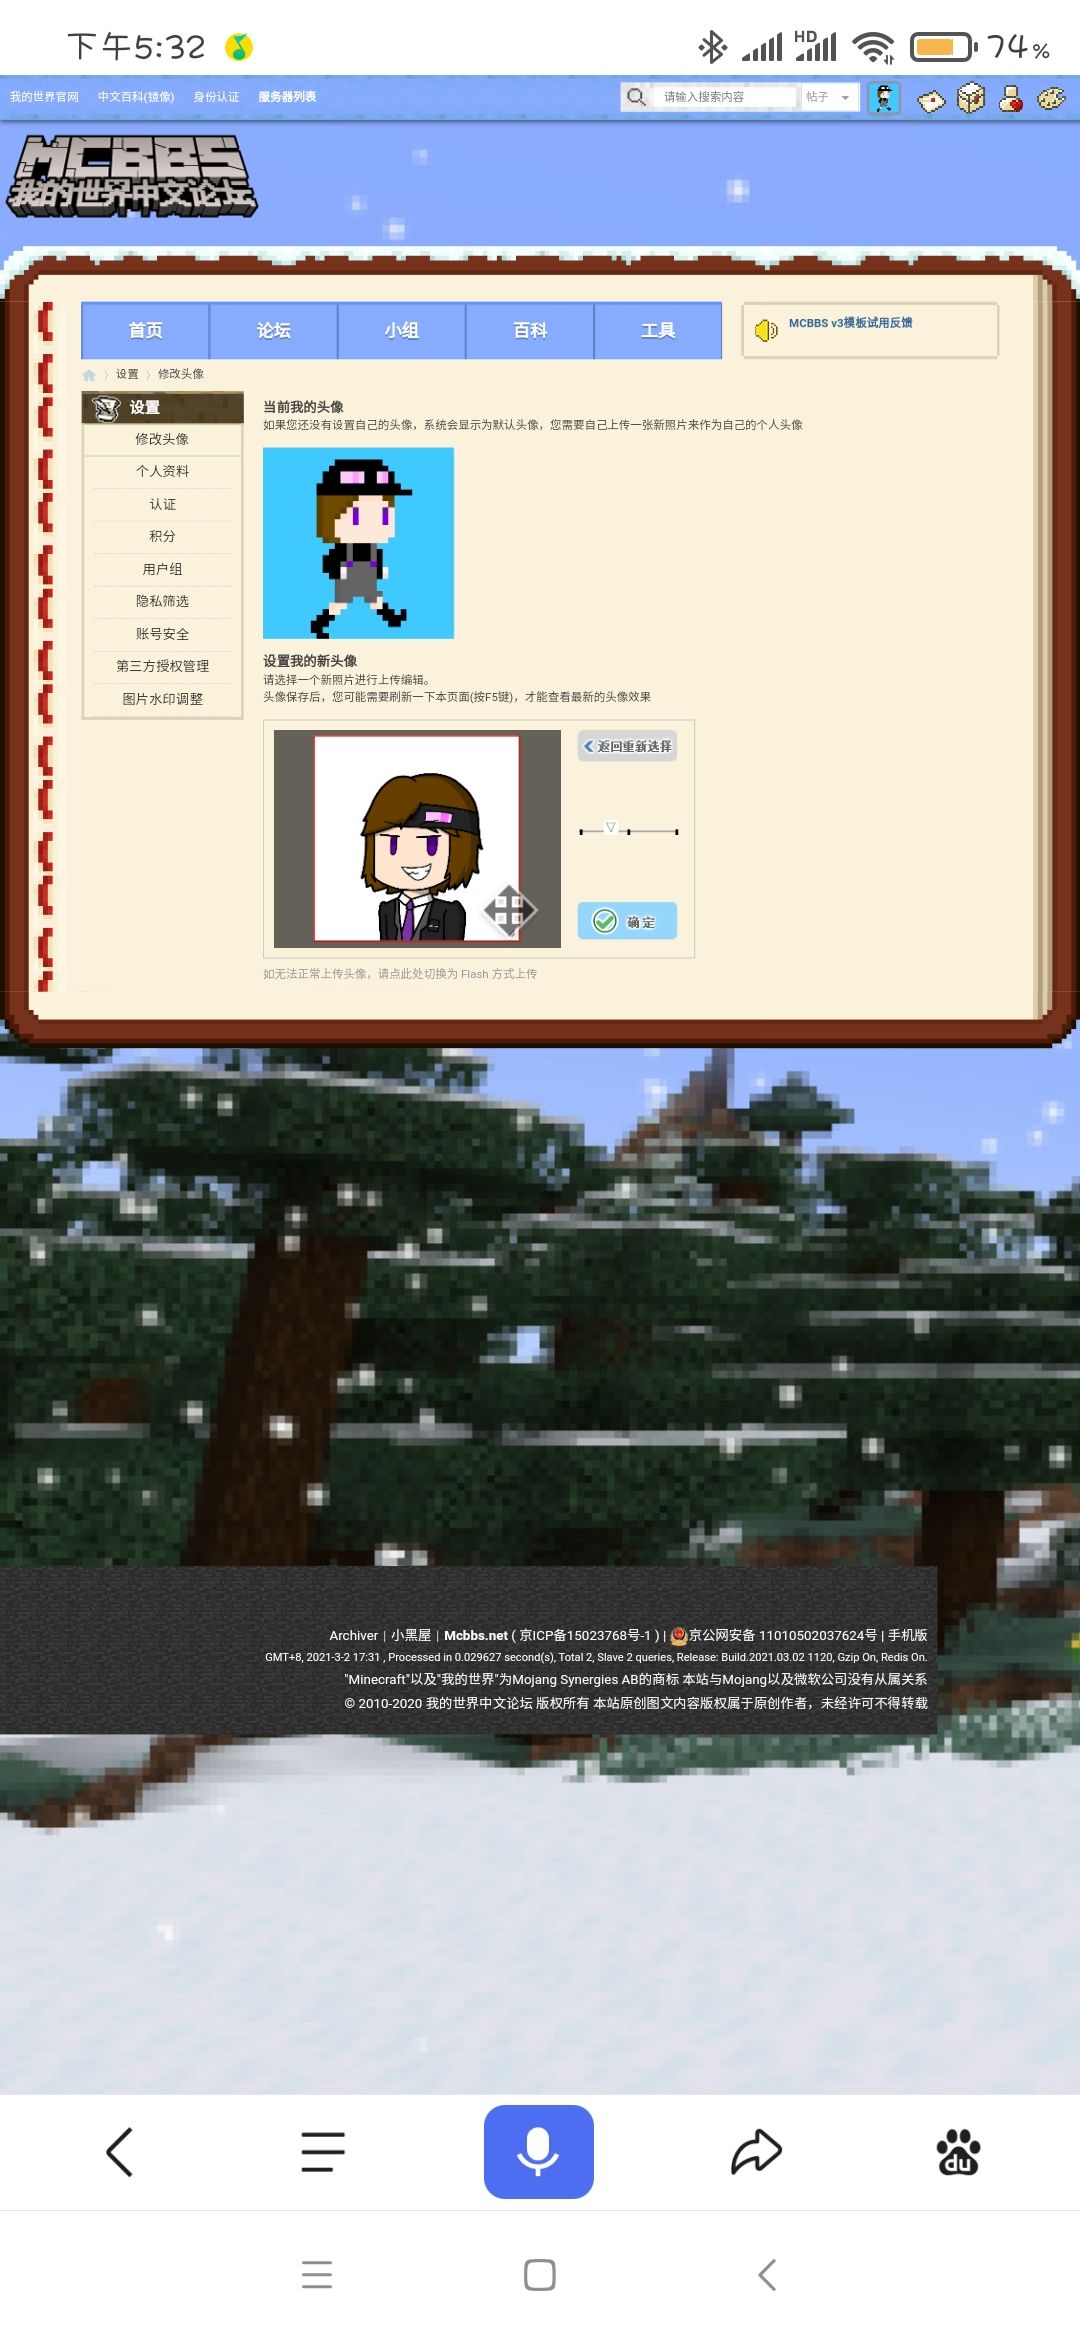 下午5:32
HD
74%
我的世界官网 中文百科(镜像) 身份认证 服务器列表 请输入搜索内容 帖子
MCBBS
我的世界中文论坛
首页 论坛 小组 百科 工具
MCBBS v3模板试用反馈
设置 修改头像
设置
修改头像
个人资料
认证
积分
用户组
隐私筛选
账号安全
第三方授权管理
图片水印调整
当前我的头像
如果您还没有设置自己的头像，系统会显示为默认头像，您需要自己上传一张新照片来作为自己的个人头像
设置我的新头像
请选择一个新照片进行上传编辑。
头像保存后，您可能需要刷新一下本页面(按F5键)，才能查看最新的头像效果
返回重新选择
确定
如无法正常上传头像，请点此处切换为 Flash 方式上传
Archiver | 小黑屋 | Mcbbs.net ( 京ICP备15023768号-1 ) | 京公网安备 11010502037624号 | 手机版
GMT+8, 2021-3-2 17:31 , Processed in 0.029627 second(s), Total 2, Slave 2 queries, Release: Build.2021.03.02 1120, Gzip On, Redis On.
"Minecraft"以及"我的世界"为Mojang Synergies AB的商标 本站与Mojang以及微软公司没有从属关系
© 2010-2020 我的世界中文论坛 版权所有 本站原创图文内容版权属于原创作者，未经许可不得转载
du